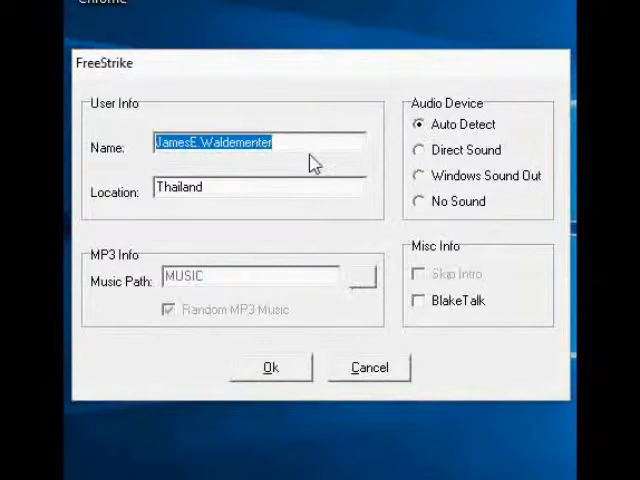 Chrome
FreeStrike
User Info
Name: JamesE.Waldementer
Location: Thailand
MP3 Info
Music Path: MUSIC
Random MP3 Music
Audio Device
Auto Detect
Direct Sound
Windows Sound Out
No Sound
Misc Info
Skip Intro
BlakeTalk
Ok
Cancel